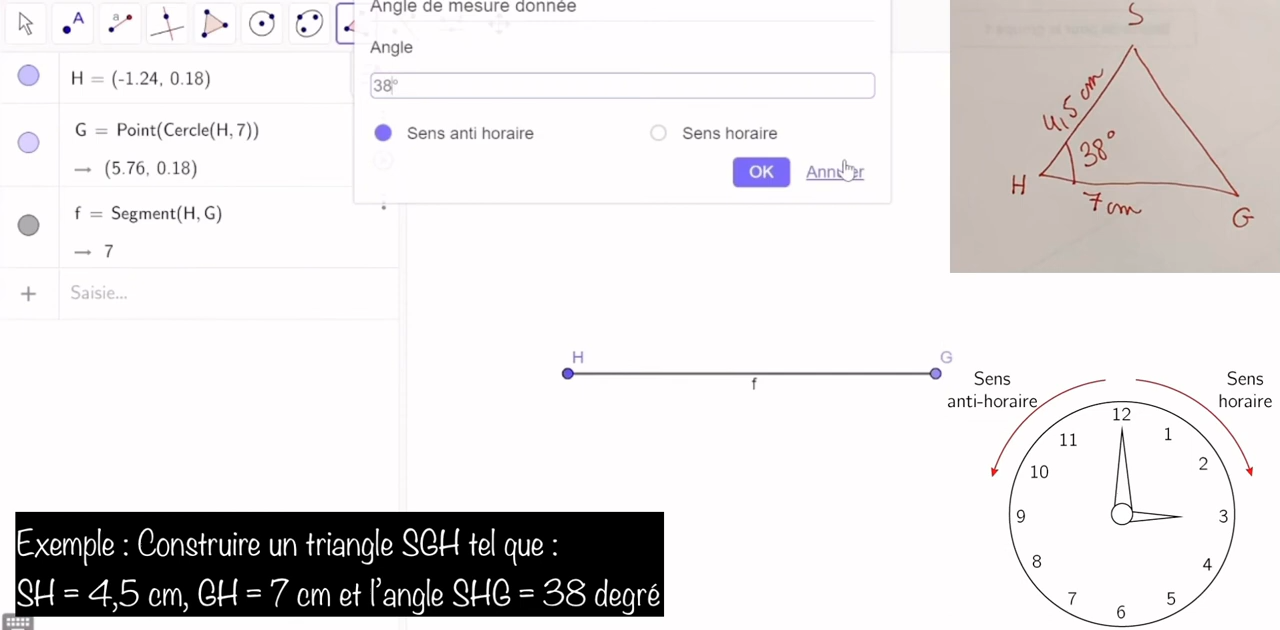 A
a
Angle de mesure donnée
Angle
38°
Sens anti horaire
Sens horaire
OK
Annuler
H = (-1.24, 0.18)
G = Point(Cercle(H, 7))
→ (5.76, 0.18)
f = Segment(H, G)
→ 7
+ Saisie...
H
G
f
S
4,5 cm
38°
H
7 cm
G
Sens
anti-horaire
Sens
horaire
12
1
2
3
4
5
6
7
8
9
10
11
Exemple : Construire un triangle SGH tel que :
SH = 4,5 cm, GH = 7 cm et l'angle SHG = 38 degré